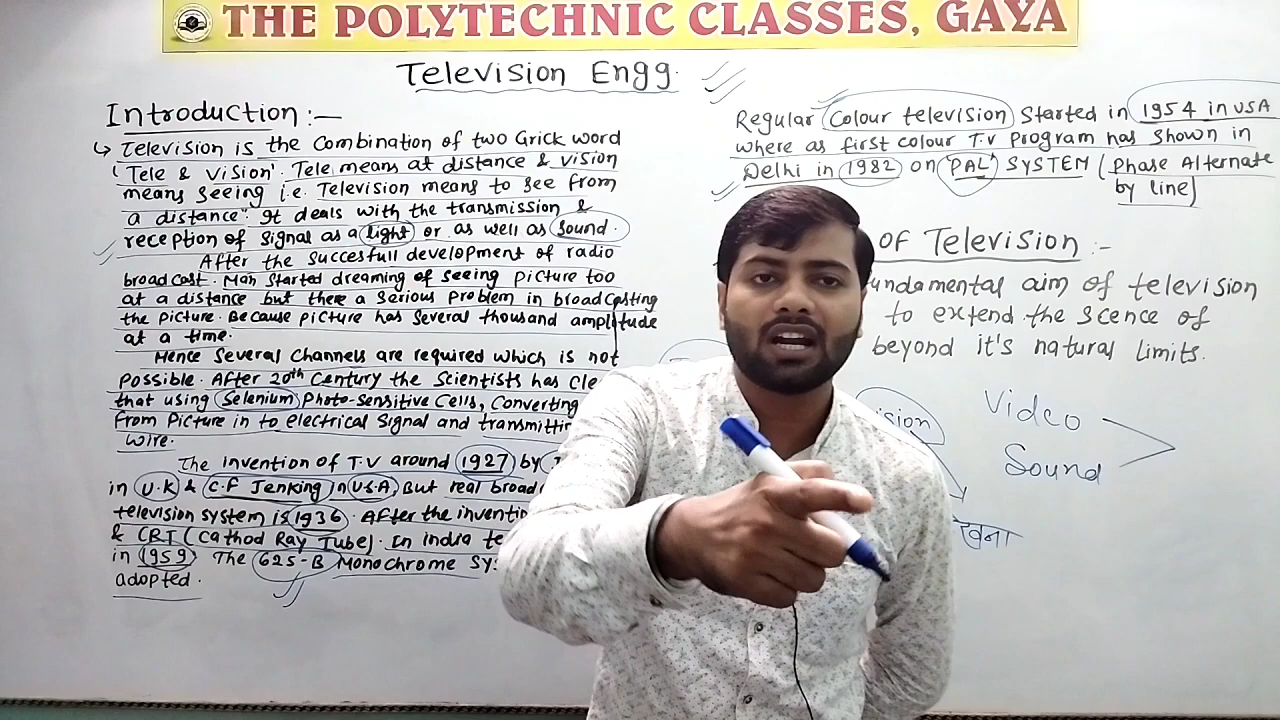 THE POLYTECHNIC CLASSES, GAYA
Television Engg.
Introduction :-
Television is the Combination of two Grick word
'Tele & Vision'. Tele means at distance & vision
means seeing i.e. Television means to see from
a distance". It deals with the transmission &
reception of signal as a light or as well as sound.
After the succesfull development of radio
broadcast. Man started dreaming of seeing picture too
at a distance but there a serious problem in broadcasting
the picture. Because picture has several thousand amplitude
at a time.
Hence several channels are required which is not
possible. After 20th Century the scientists has
that using Selenium Photo-sensitive Cells, Converting
from Picture in to electrical signal and
wire.
The invention of T.V around 1927 by
in U.K & C.F Jenking in U.S.A. But real
television system is 1936. After the
& CRT (Cathod Ray Tube). In india
in 1959 The 625-B Monochrome
adopted.
Regular Colour television Started in 1954 in USA
where as first colour T.V Program has shown in
Delhi in 1982 on 'PAL' SYSTEM (Phase Alternate
by line)
OF Television :-
aim of television
to extend the scence of
beyond it's natural limits.
Video
Sound